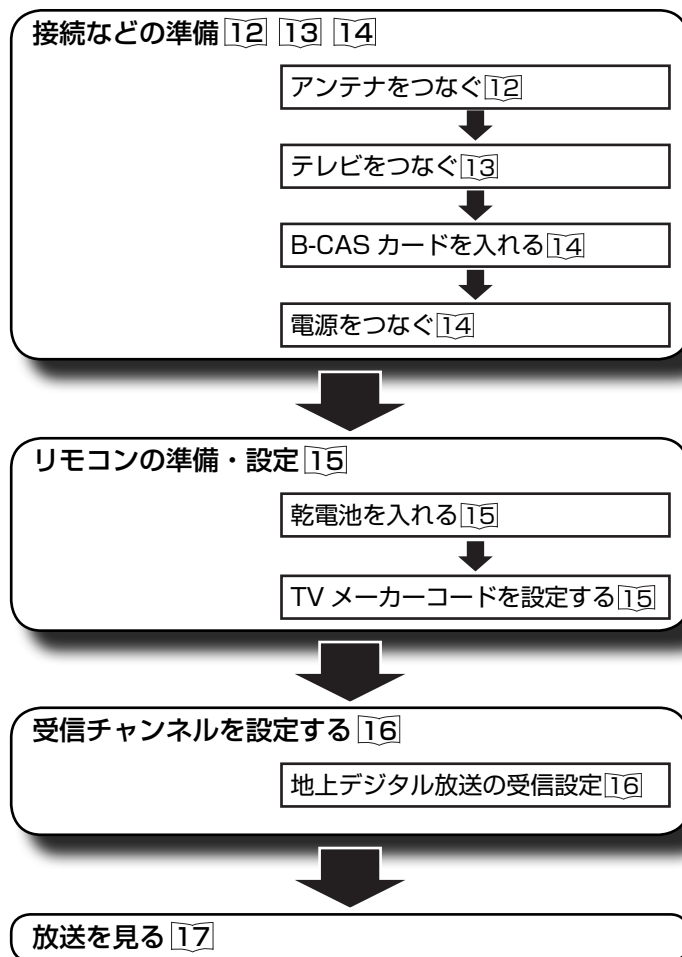 接続などの準備 12 13 14
アンテナをつなぐ 12
テレビをつなぐ 13
B-CAS カードを入れる 14
電源をつなぐ 14
リモコンの準備・設定 15
乾電池を入れる 15
TV メーカーコードを設定する 15
受信チャンネルを設定する 16
地上デジタル放送の受信設定 16
放送を見る 17